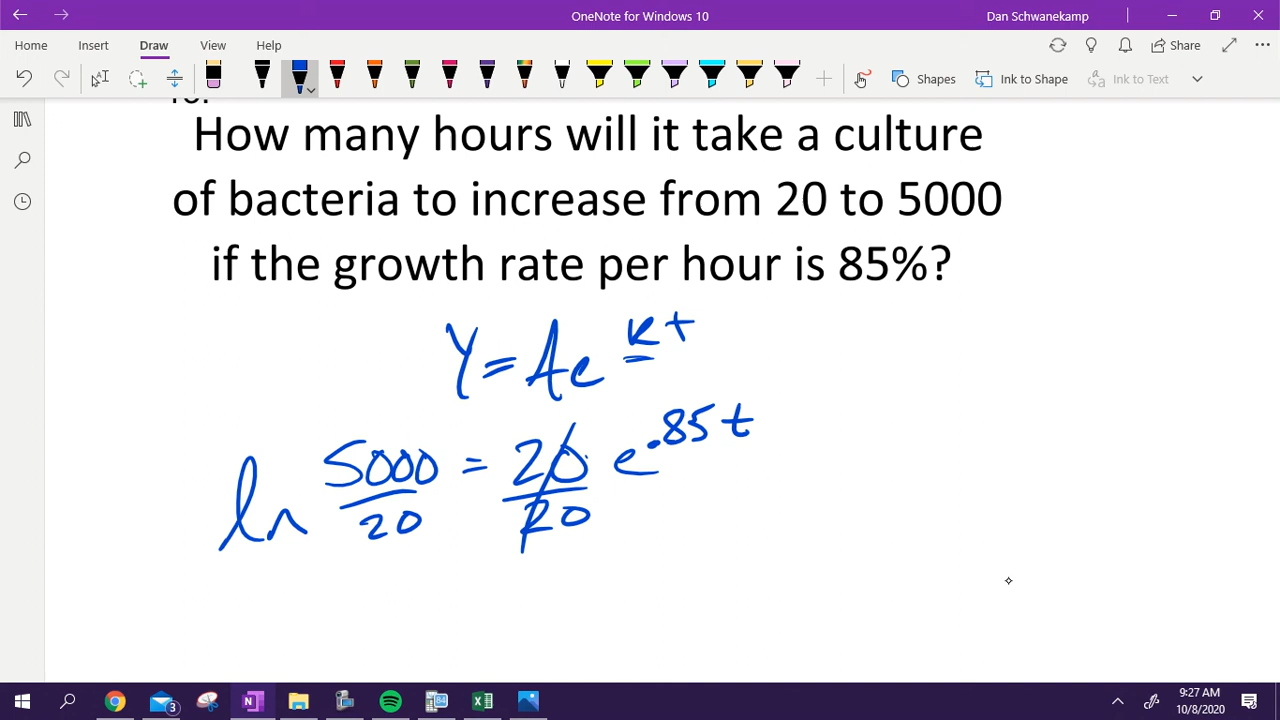 OneNote for Windows 10
Dan Schwanekamp
Home Insert Draw View Help
Share
Shapes
Ink to Shape
Ink to Text
How many hours will it take a culture
of bacteria to increase from 20 to 5000
if the growth rate per hour is 85%?
Y = Ae^kt
ln 5000/20 = 20/20 e^.85t
3
84
9:27 AM
10/8/2020